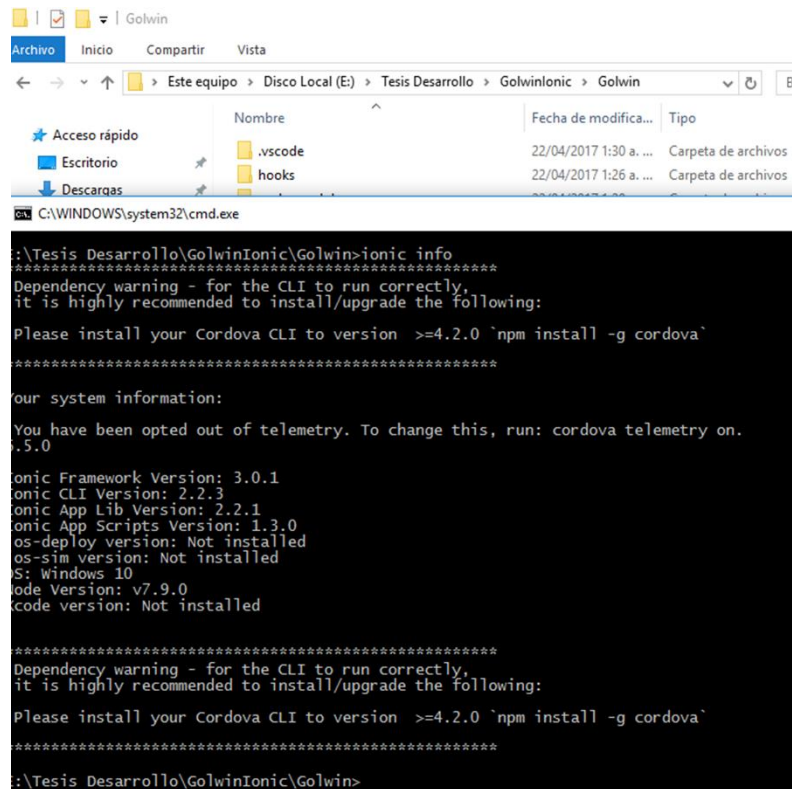 Golwin
Archivo Inicio Compartir Vista
Este equipo > Disco Local (E:) > Tesis Desarrollo > GolwinIonic > Golwin
Nombre Fecha de modifica... Tipo
Acceso rápido
.vscode 22/04/2017 1:30 a. ... Carpeta de archivos
Escritorio
hooks 22/04/2017 1:26 a. ... Carpeta de archivos
Descargas
C:\WINDOWS\system32\cmd.exe
:\Tesis Desarrollo\GolwinIonic\Golwin>ionic info
******************************************************
Dependency warning - for the CLI to run correctly,
it is highly recommended to install/upgrade the following:
Please install your Cordova CLI to version >=4.2.0 `npm install -g cordova`
******************************************************
our system information:
You have been opted out of telemetry. To change this, run: cordova telemetry on.
.5.0
onic Framework Version: 3.0.1
onic CLI Version: 2.2.3
onic App Lib Version: 2.2.1
onic App Scripts Version: 1.3.0
os-deploy version: Not installed
os-sim version: Not installed
S: Windows 10
ode Version: v7.9.0
code version: Not installed
******************************************************
Dependency warning - for the CLI to run correctly,
it is highly recommended to install/upgrade the following:
Please install your Cordova CLI to version >=4.2.0 `npm install -g cordova`
******************************************************
:\Tesis Desarrollo\GolwinIonic\Golwin>